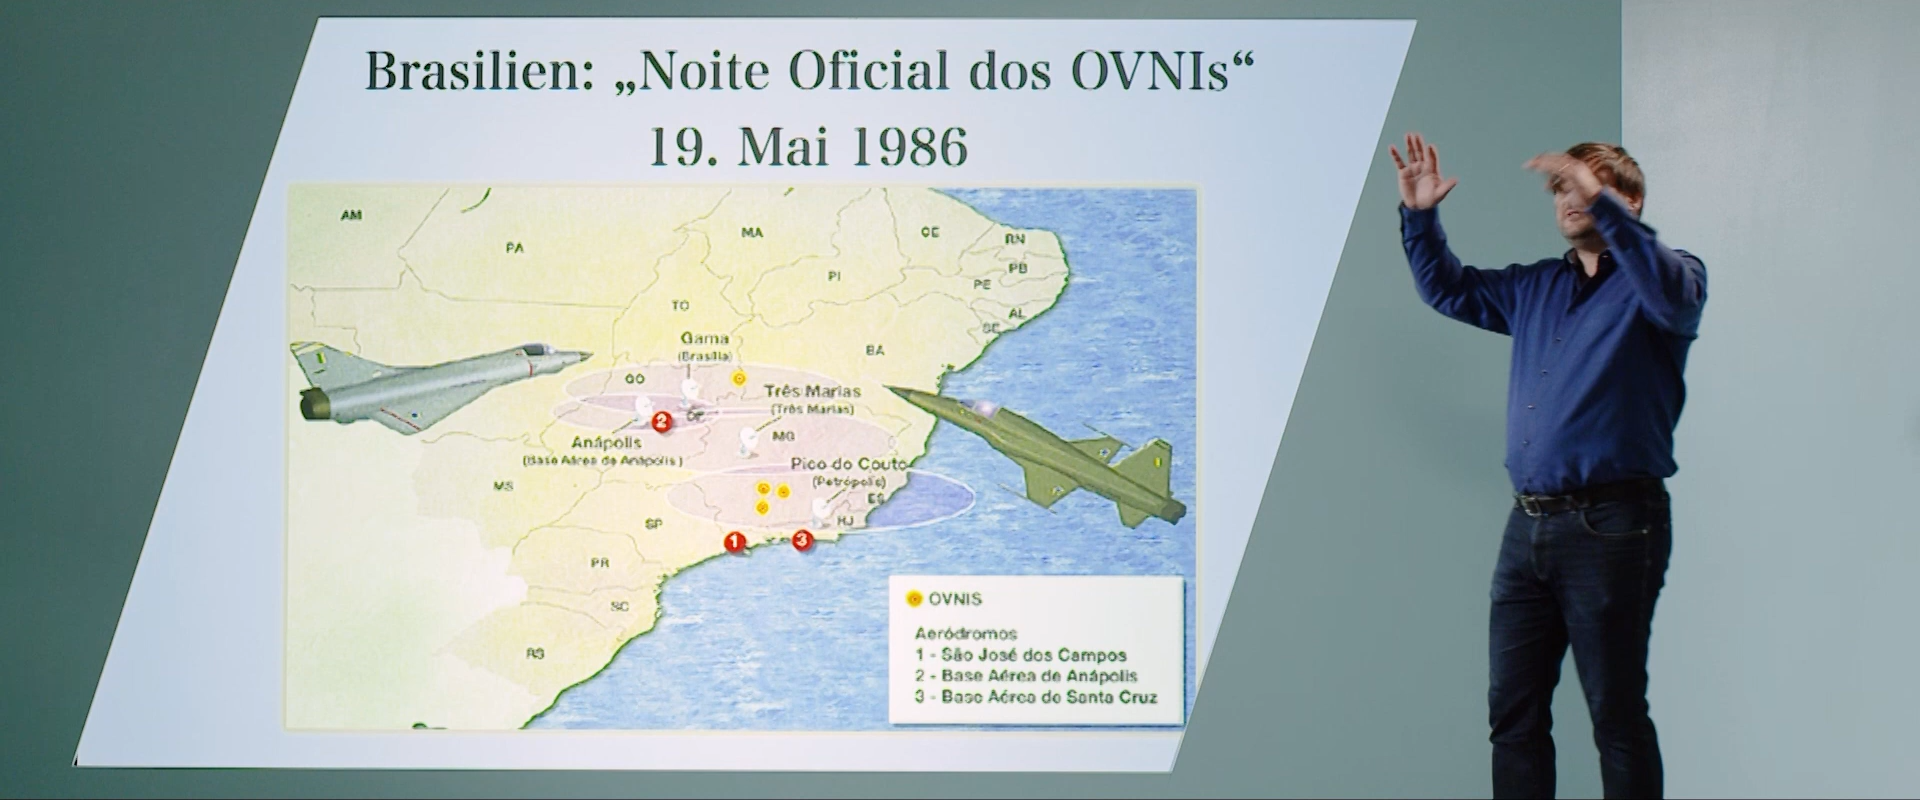 Brasilien: „Noite Oficial dos OVNIs“
19. Mai 1986
AM
PA
MA
CE
RN
PB
PI
PE
TO
AL
SE
BA
Gama
(Brasília)
GO
Três Marias
(Três Marias)
DF
2
MG
Anápolis
(Base Aérea de Anápolis)
Pico do Couto
(Petrópolis)
MS
ES
SP
RJ
1
3
PR
SC
RS
OVNIS
Aeródromos
1 - São José dos Campos
2 - Base Aérea de Anápolis
3 - Base Aérea de Santa Cruz